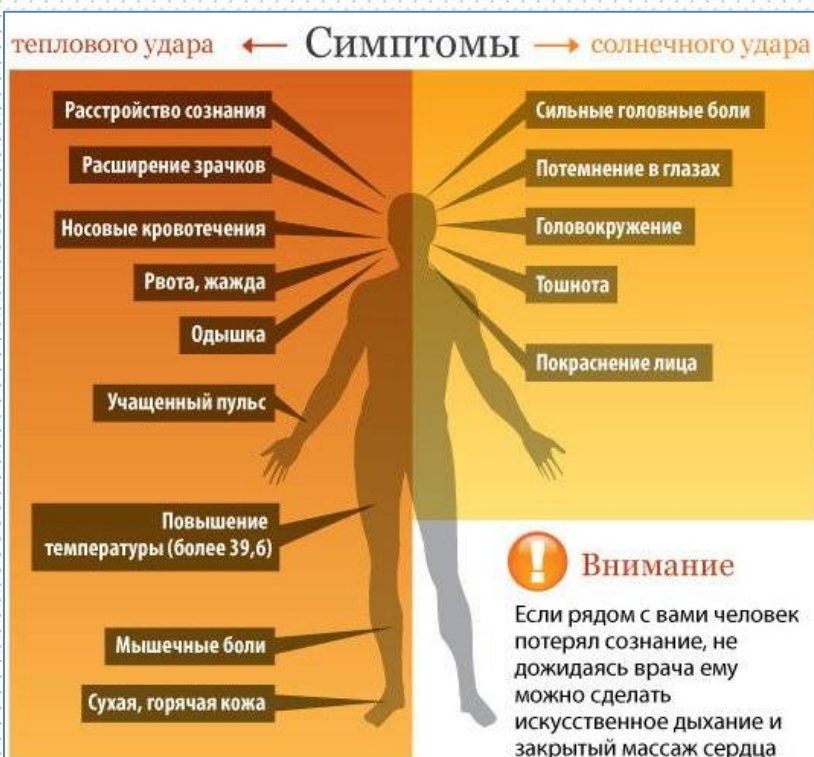 теплового удара ← Симптомы → солнечного удара
Расстройство сознания
Расширение зрачков
Носовые кровотечения
Рвота, жажда
Одышка
Учащенный пульс
Повышение
температуры (более 39,6)
Мышечные боли
Сухая, горячая кожа
Сильные головные боли
Потемнение в глазах
Головокружение
Тошнота
Покраснение лица
! Внимание
Если рядом с вами человек
потерял сознание, не
дожидаясь врача ему
можно сделать
искусственное дыхание и
закрытый массаж сердца